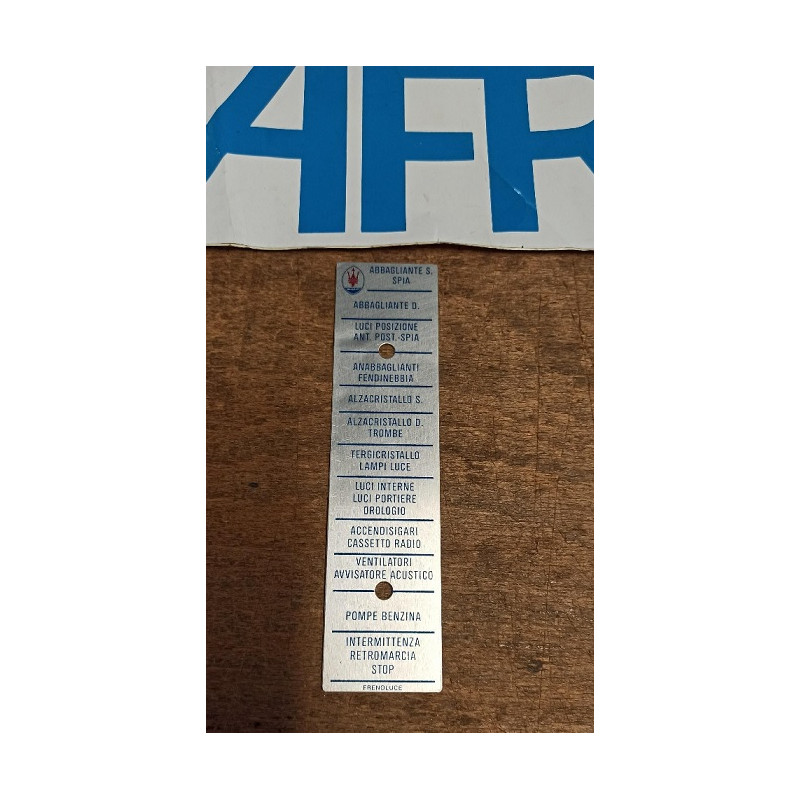 AFR
ABBAGLIANTE S.
SPIA
ABBAGLIANTE D.
LUCI POSIZIONE
ANT. POST.-SPIA
ANABBAGLIANTI
FENDINEBBIA
ALZACRISTALLO S.
ALZACRISTALLO D.
TROMBE
TERGICRISTALLO
LAMPI LUCE
LUCI INTERNE
LUCI PORTIERE
OROLOGIO
ACCENDISIGARI
CASSETTO RADIO
VENTILATORI
AVVISATORE ACUSTICO
POMPE BENZINA
INTERMITTENZA
RETROMARCIA
STOP
FRENOLUCE